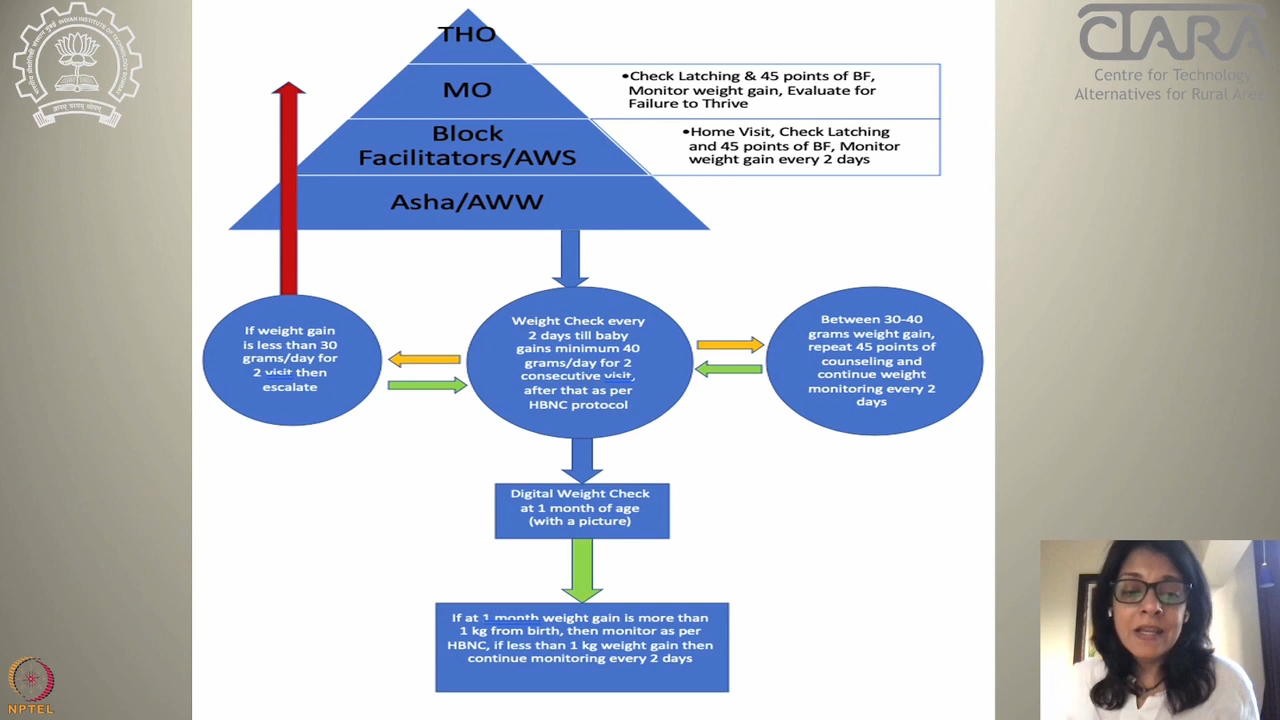 THO
MO
•Check Latching & 45 points of BF,
Monitor weight gain, Evaluate for
Failure to Thrive
Block
Facilitators/AWS
•Home Visit, Check Latching
and 45 points of BF, Monitor
weight gain every 2 days
Asha/AWW
If weight gain
is less than 30
grams/day for
2 visit then
escalate
Weight Check every
2 days till baby
gains minimum 40
grams/day for 2
consecutive visit,
after that as per
HBNC protocol
Between 30-40
grams weight gain,
repeat 45 points of
counseling and
continue weight
monitoring every 2
days
Digital Weight Check
at 1 month of age
(with a picture)
If at 1 month weight gain is more than
1 kg from birth, then monitor as per
HBNC, if less than 1 kg weight gain then
continue monitoring every 2 days
CTARA
Centre for Technology
Alternatives for Rural Areas
INDIAN INSTITUTE OF TECHNOLOGY BOMBAY
NPTEL